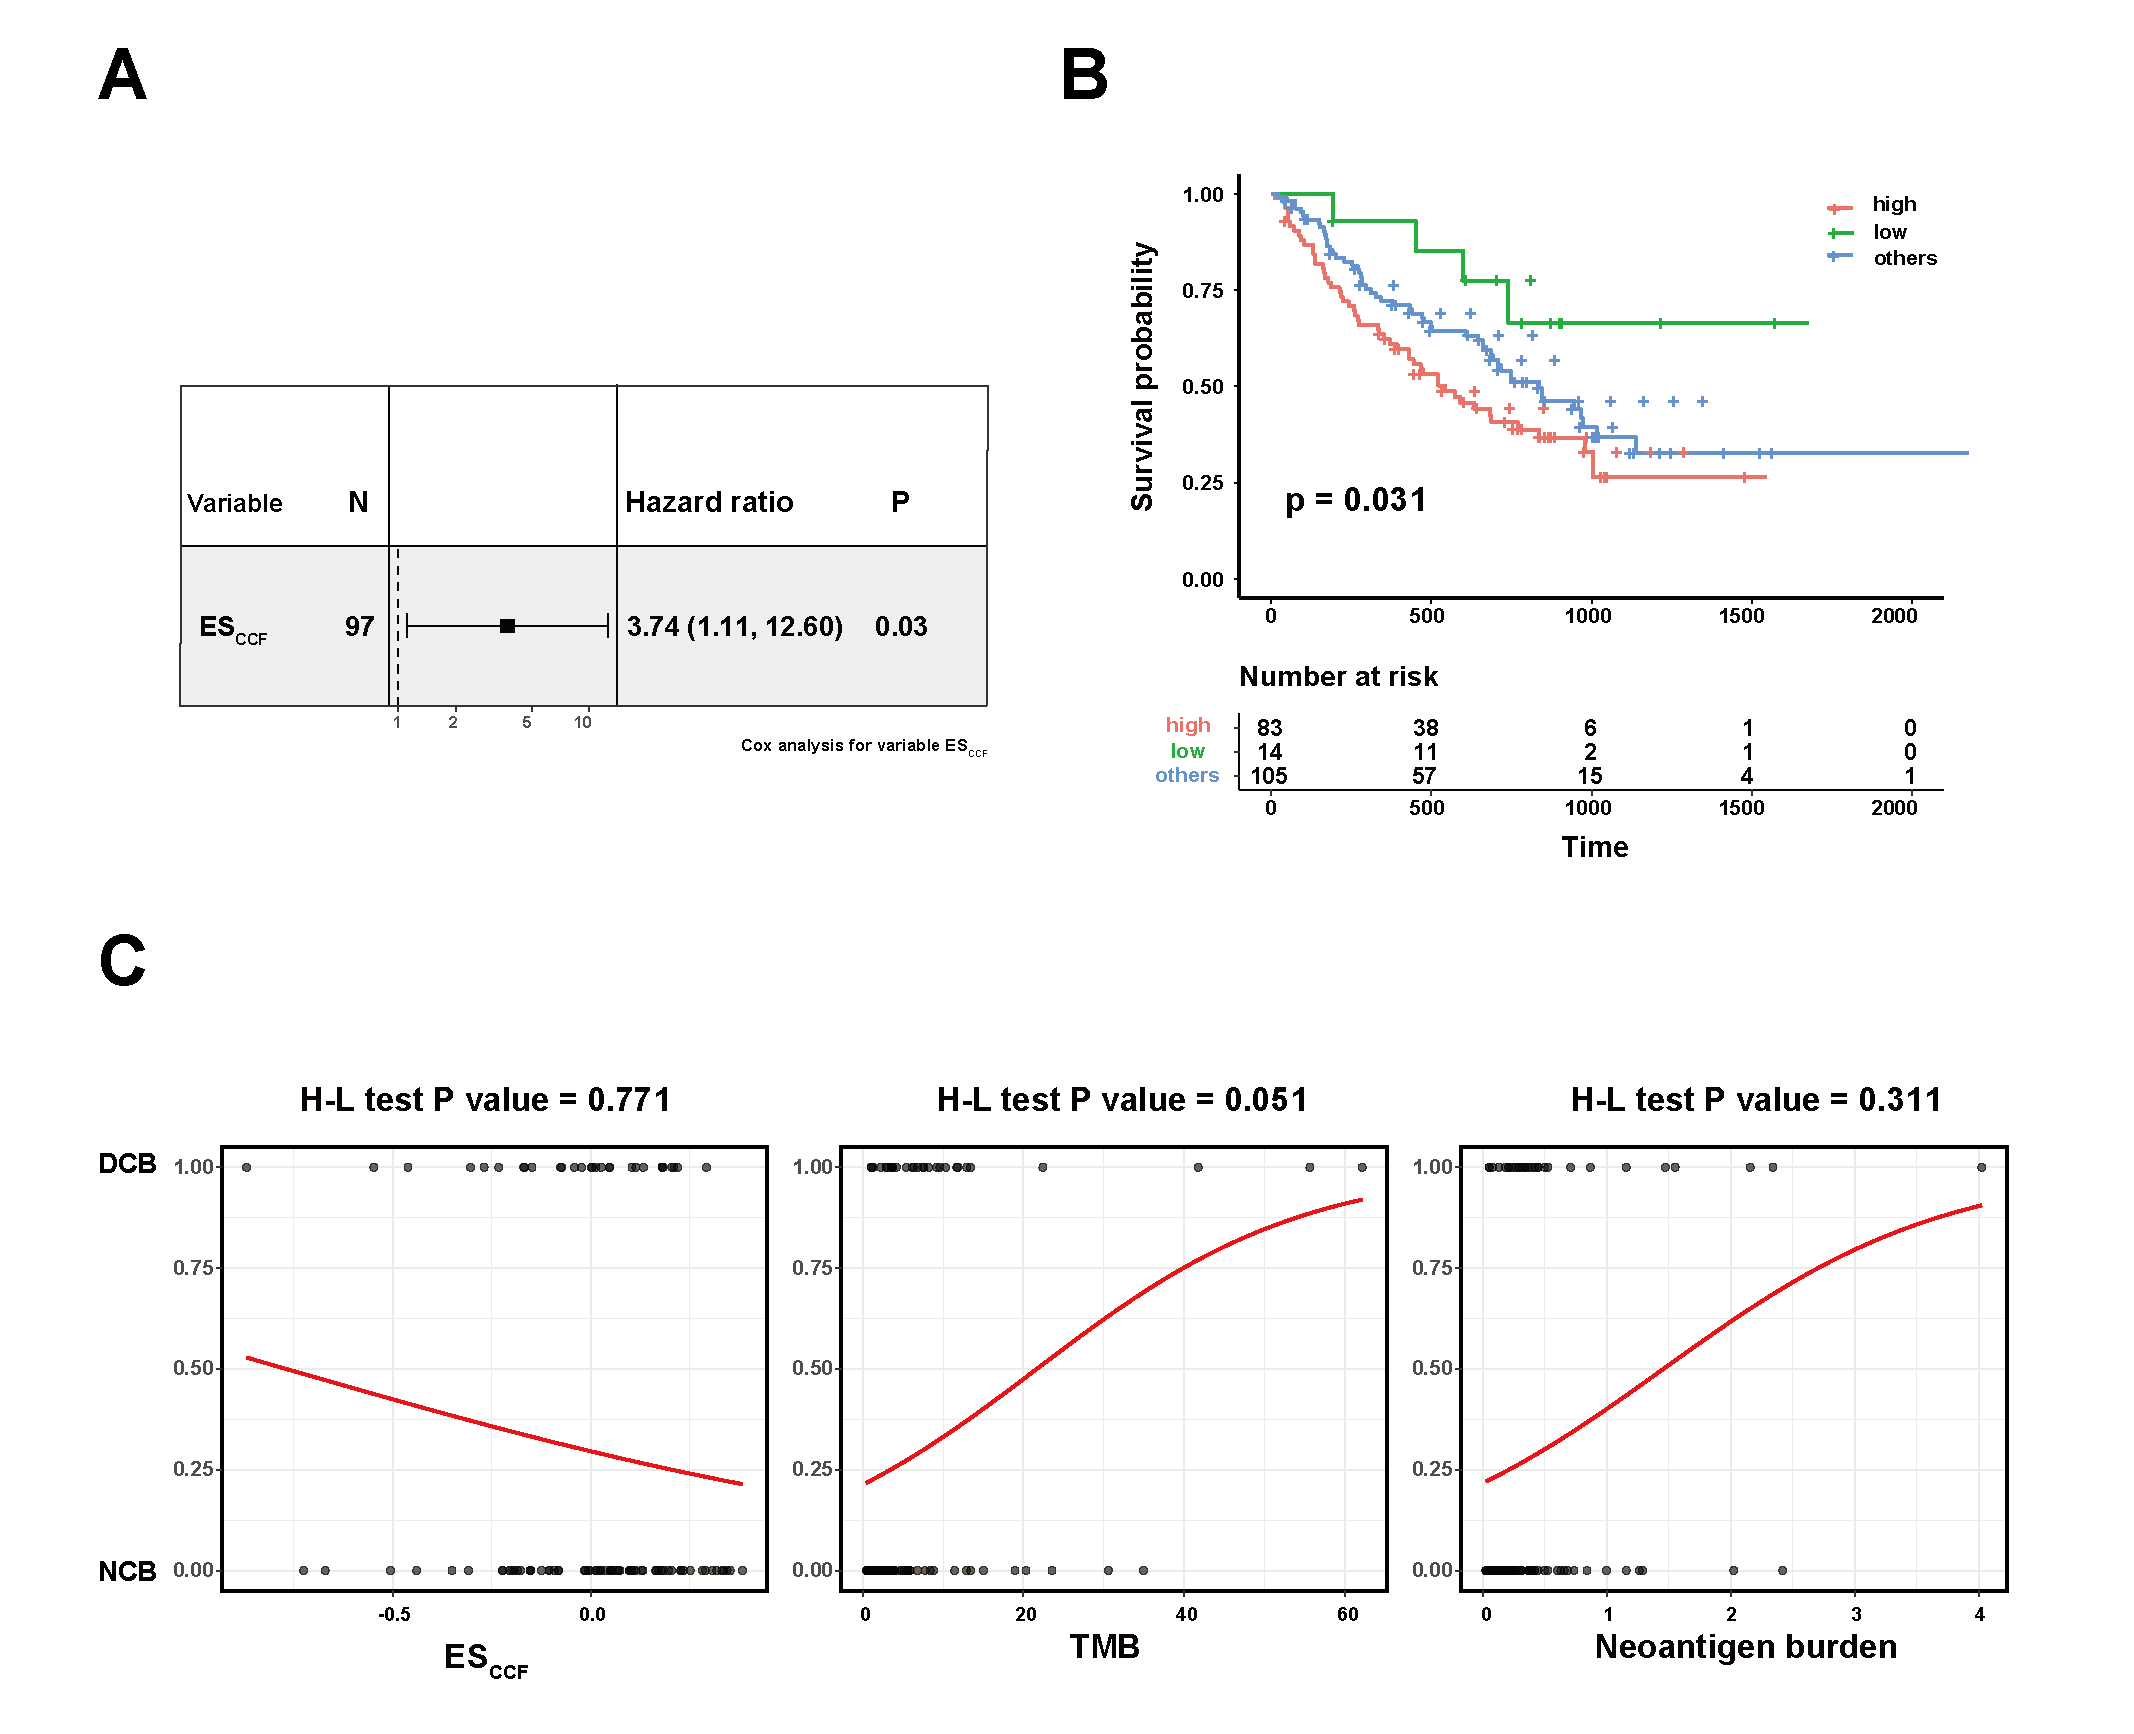 A
Variable N Hazard ratio P
ES_CCF 97 3.74 (1.11, 12.60) 0.03
1 2 5 10
Cox analysis for variable ES_CCF
B
Survival probability
1.00
0.75
0.50
0.25
0.00
high
low
others
p = 0.031
0 500 1000 1500 2000
Number at risk
high 83 38 6 1 0
low 14 11 2 1 0
others 105 57 15 4 1
0 500 1000 1500 2000
Time
C
H-L test P value = 0.771
DCB 1.00
0.75
0.50
0.25
NCB 0.00
-0.5 0.0
ES_CCF
H-L test P value = 0.051
1.00
0.75
0.50
0.25
0.00
0 20 40 60
TMB
H-L test P value = 0.311
1.00
0.75
0.50
0.25
0.00
0 1 2 3 4
Neoantigen burden